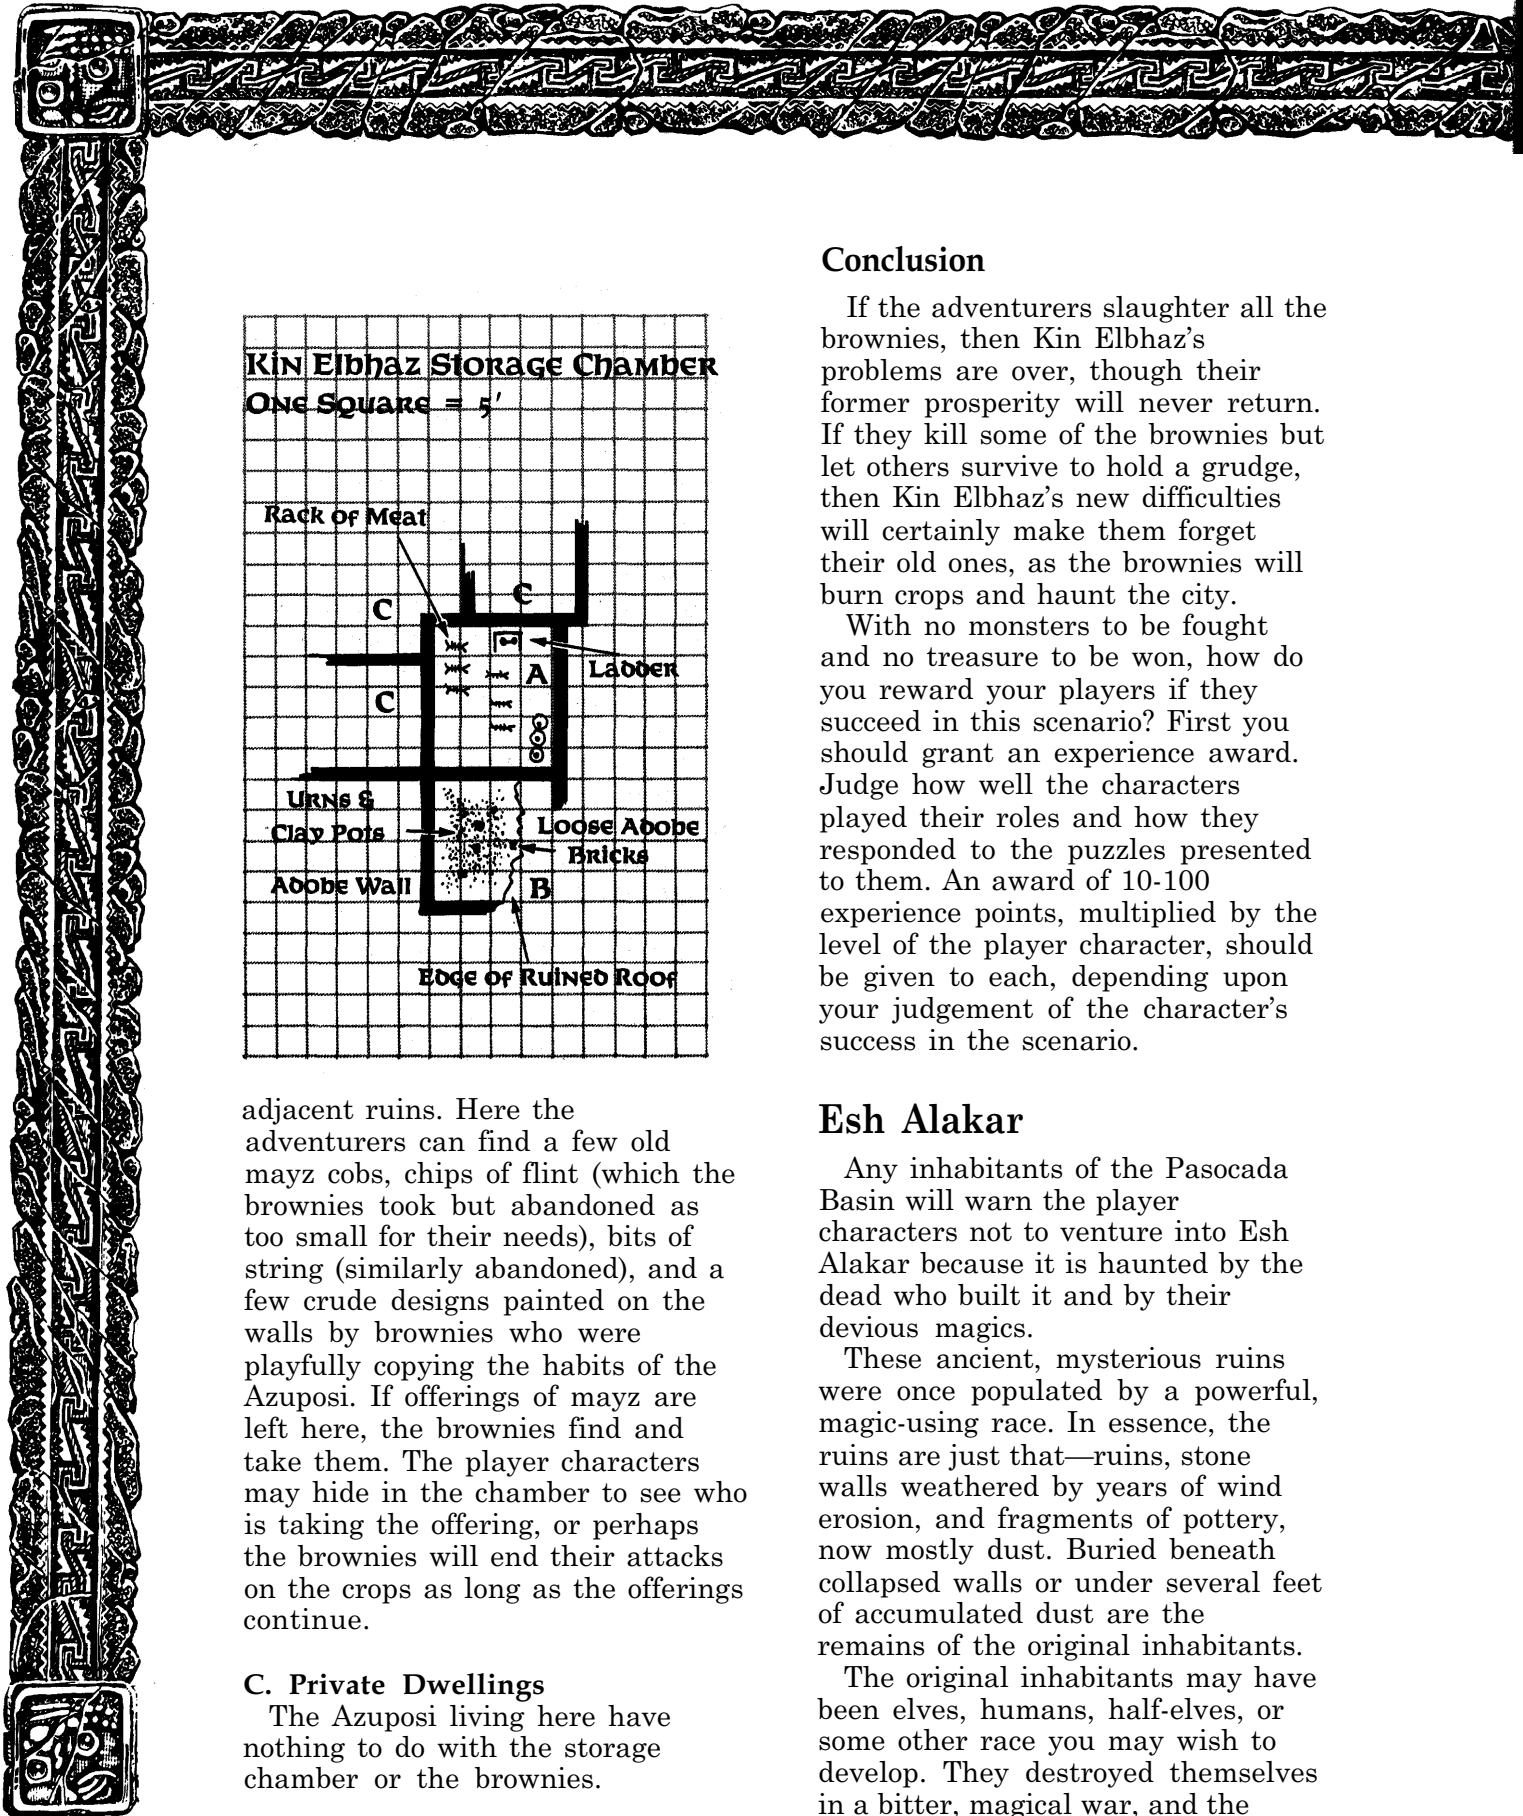 Kin Elbhaz Storage Chamber
One Square = 5'
Rack of Meat
C
C
Ladder
A
C
Urns &
Clay Pots
Loose Adobe
Bricks
Adobe Wall
B
Edge of Ruined Roof
adjacent ruins. Here the
adventurers can find a few old
mayz cobs, chips of flint (which the
brownies took but abandoned as
too small for their needs), bits of
string (similarly abandoned), and a
few crude designs painted on the
walls by brownies who were
playfully copying the habits of the
Azuposi. If offerings of mayz are
left here, the brownies find and
take them. The player characters
may hide in the chamber to see who
is taking the offering, or perhaps
the brownies will end their attacks
on the crops as long as the offerings
continue.
C. Private Dwellings
The Azuposi living here have
nothing to do with the storage
chamber or the brownies.
Conclusion
If the adventurers slaughter all the
brownies, then Kin Elbhaz's
problems are over, though their
former prosperity will never return.
If they kill some of the brownies but
let others survive to hold a grudge,
then Kin Elbhaz's new difficulties
will certainly make them forget
their old ones, as the brownies will
burn crops and haunt the city.
With no monsters to be fought
and no treasure to be won, how do
you reward your players if they
succeed in this scenario? First you
should grant an experience award.
Judge how well the characters
played their roles and how they
responded to the puzzles presented
to them. An award of 10-100
experience points, multiplied by the
level of the player character, should
be given to each, depending upon
your judgement of the character's
success in the scenario.
Esh Alakar
Any inhabitants of the Pasocada
Basin will warn the player
characters not to venture into Esh
Alakar because it is haunted by the
dead who built it and by their
devious magics.
These ancient, mysterious ruins
were once populated by a powerful,
magic-using race. In essence, the
ruins are just that—ruins, stone
walls weathered by years of wind
erosion, and fragments of pottery,
now mostly dust. Buried beneath
collapsed walls or under several feet
of accumulated dust are the
remains of the original inhabitants.
The original inhabitants may have
been elves, humans, half-elves, or
some other race you may wish to
develop. They destroyed themselves
in a bitter, magical war, and the